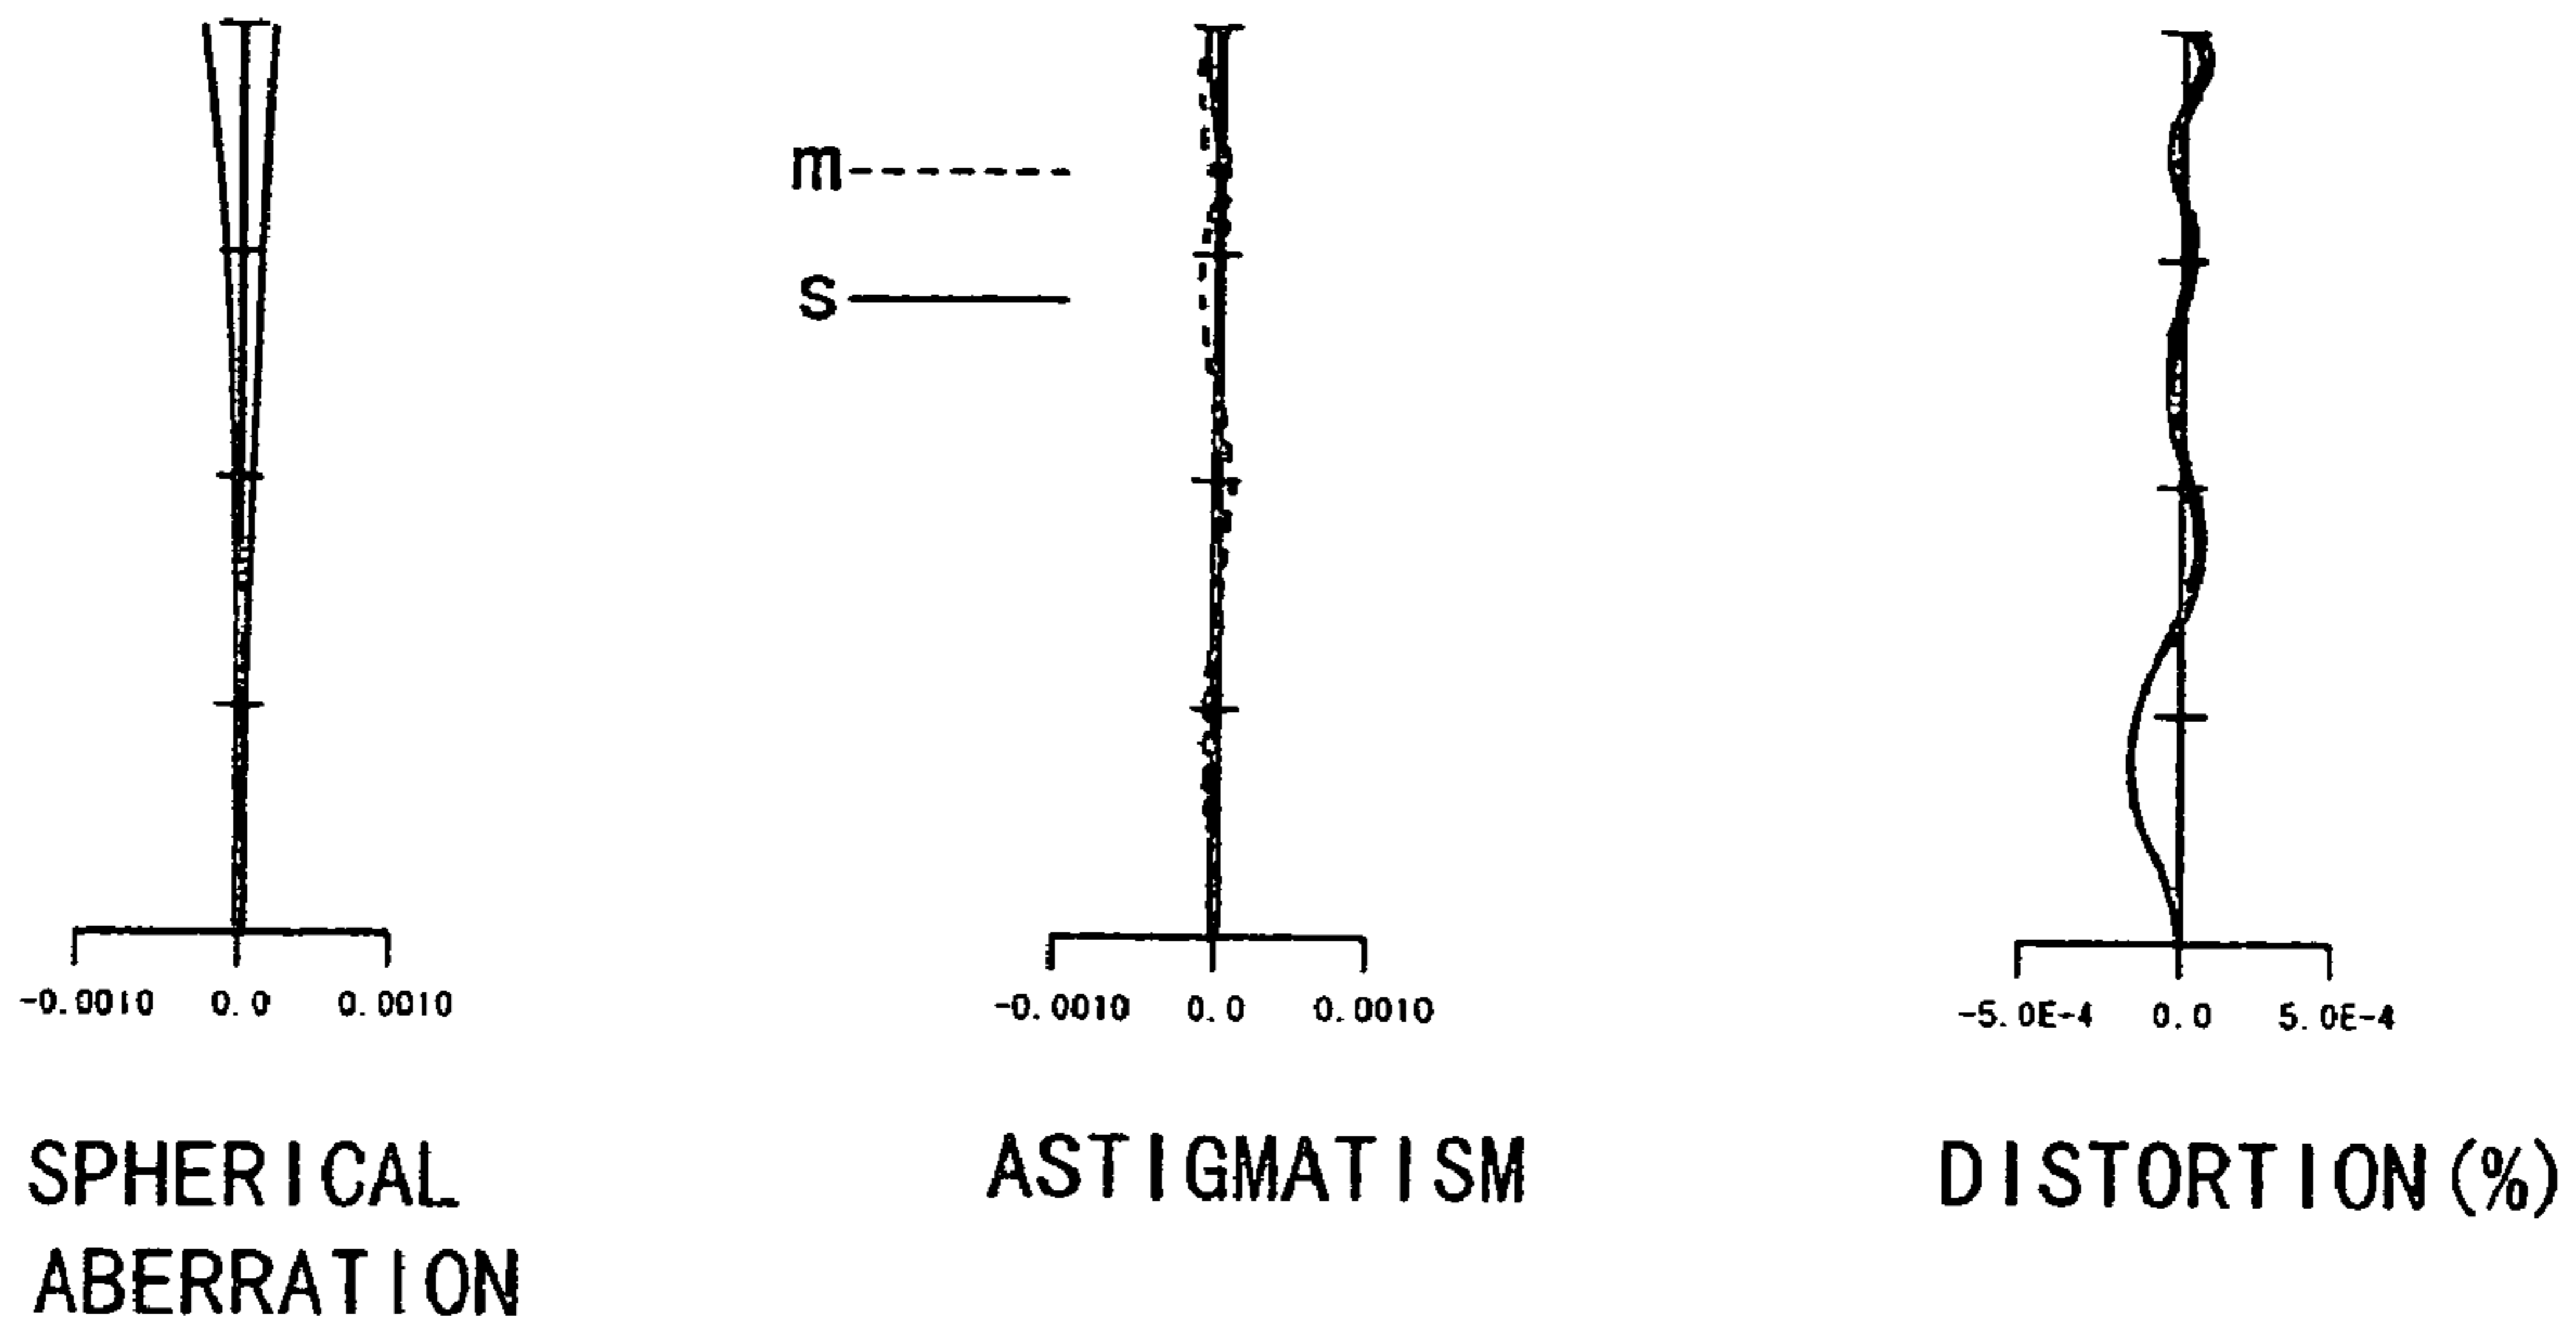 m
s
-0.0010 0.0 0.0010
-0.0010 0.0 0.0010
-5.0E-4 0.0 5.0E-4
SPHERICAL
ABERRATION
ASTIGMATISM
DISTORTION(%)